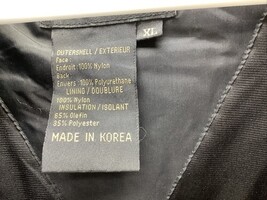 XL
OUTERSHELL / EXTERIEUR
Face
Endroit 100% Nylon
Back
Envers 100% Polyurethane
LINING / DOUBLURE
100% Nylon
INSULATION / ISOLANT
65% Olefin
35% Polyester
MADE IN KOREA